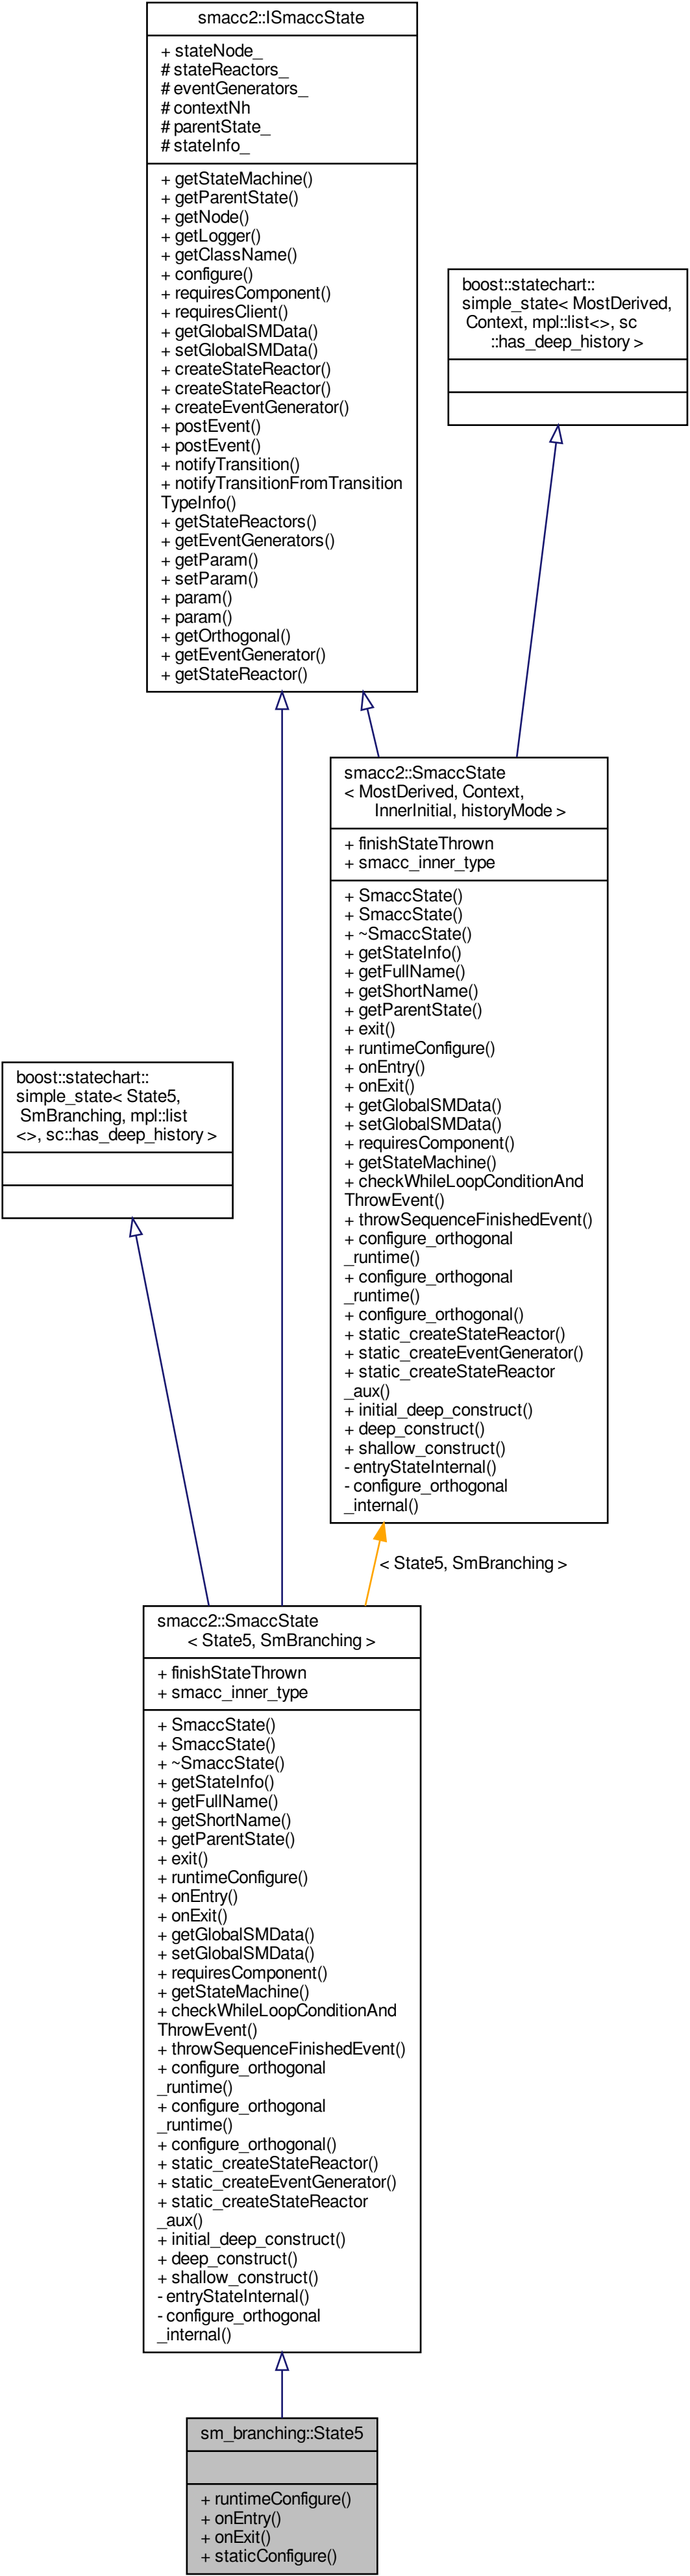 smacc2::ISmaccState
+ stateNode_
# stateReactors_
# eventGenerators_
# contextNh
# parentState_
# stateInfo_
+ getStateMachine()
+ getParentState()
+ getNode()
+ getLogger()
+ getClassName()
+ configure()
+ requiresComponent()
+ requiresClient()
+ getGlobalSMData()
+ setGlobalSMData()
+ createStateReactor()
+ createStateReactor()
+ createEventGenerator()
+ postEvent()
+ postEvent()
+ notifyTransition()
+ notifyTransitionFromTransition
TypeInfo()
+ getStateReactors()
+ getEventGenerators()
+ getParam()
+ setParam()
+ param()
+ param()
+ getOrthogonal()
+ getEventGenerator()
+ getStateReactor()
boost::statechart::
simple_state< MostDerived,
Context, mpl::list<>, sc
::has_deep_history >
smacc2::SmaccState
< MostDerived, Context,
InnerInitial, historyMode >
+ finishStateThrown
+ smacc_inner_type
+ SmaccState()
+ SmaccState()
+ ~SmaccState()
+ getStateInfo()
+ getFullName()
+ getShortName()
+ getParentState()
+ exit()
+ runtimeConfigure()
+ onEntry()
+ onExit()
+ getGlobalSMData()
+ setGlobalSMData()
+ requiresComponent()
+ getStateMachine()
+ checkWhileLoopConditionAnd
ThrowEvent()
+ throwSequenceFinishedEvent()
+ configure_orthogonal
_runtime()
+ configure_orthogonal
_runtime()
+ configure_orthogonal()
+ static_createStateReactor()
+ static_createEventGenerator()
+ static_createStateReactor
_aux()
+ initial_deep_construct()
+ deep_construct()
+ shallow_construct()
- entryStateInternal()
- configure_orthogonal
_internal()
boost::statechart::
simple_state< State5,
SmBranching, mpl::list
<>, sc::has_deep_history >
< State5, SmBranching >
smacc2::SmaccState
< State5, SmBranching >
+ finishStateThrown
+ smacc_inner_type
+ SmaccState()
+ SmaccState()
+ ~SmaccState()
+ getStateInfo()
+ getFullName()
+ getShortName()
+ getParentState()
+ exit()
+ runtimeConfigure()
+ onEntry()
+ onExit()
+ getGlobalSMData()
+ setGlobalSMData()
+ requiresComponent()
+ getStateMachine()
+ checkWhileLoopConditionAnd
ThrowEvent()
+ throwSequenceFinishedEvent()
+ configure_orthogonal
_runtime()
+ configure_orthogonal
_runtime()
+ configure_orthogonal()
+ static_createStateReactor()
+ static_createEventGenerator()
+ static_createStateReactor
_aux()
+ initial_deep_construct()
+ deep_construct()
+ shallow_construct()
- entryStateInternal()
- configure_orthogonal
_internal()
sm_branching::State5
+ runtimeConfigure()
+ onEntry()
+ onExit()
+ staticConfigure()